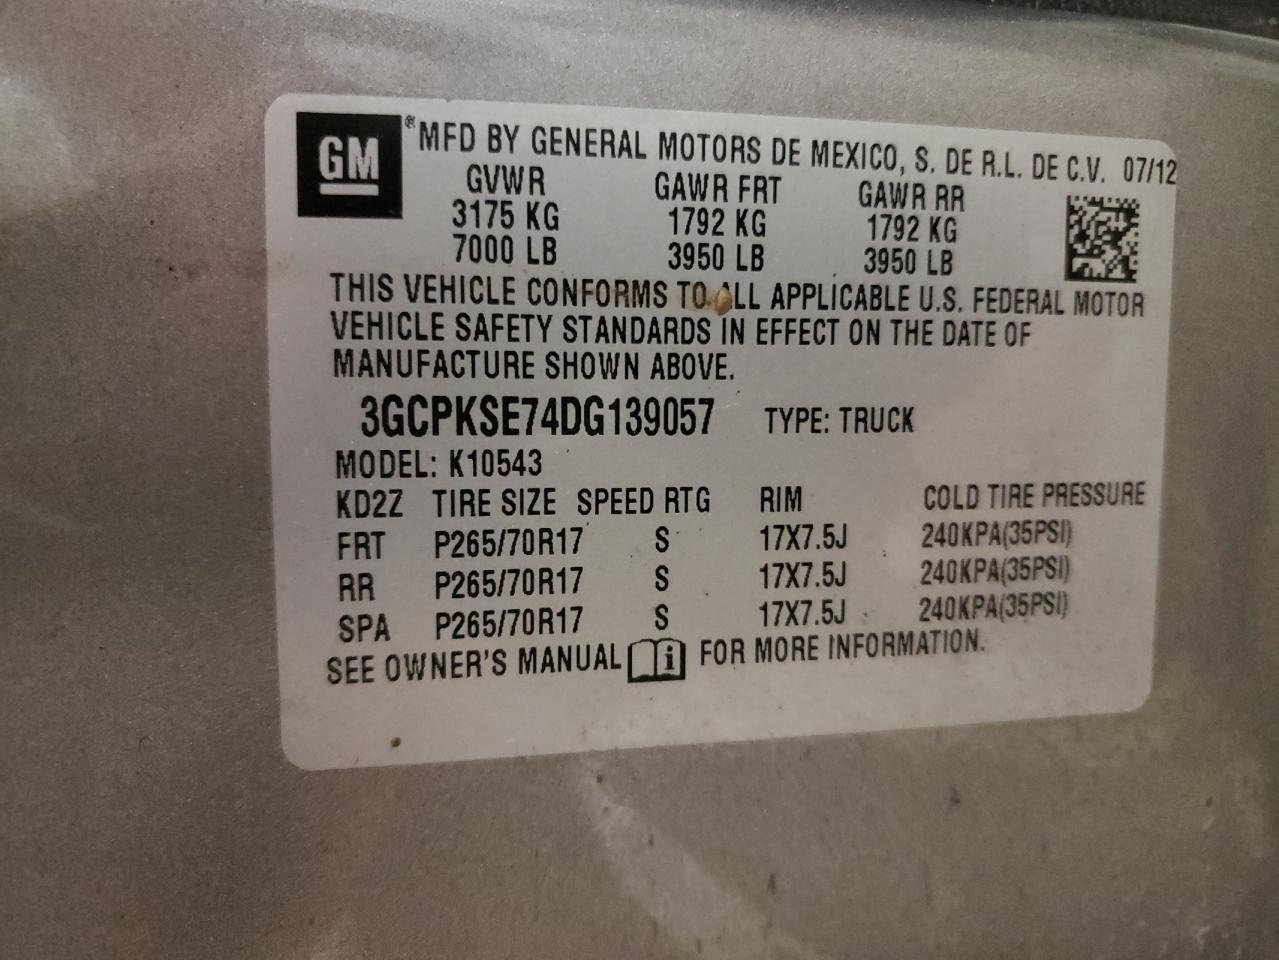 GM
®MFD BY GENERAL MOTORS DE MEXICO, S. DE R.L. DE C.V. 07/12
GVWR GAWR FRT GAWR RR
3175 KG 1792 KG 1792 KG
7000 LB 3950 LB 3950 LB
THIS VEHICLE CONFORMS TO ALL APPLICABLE U.S. FEDERAL MOTOR
VEHICLE SAFETY STANDARDS IN EFFECT ON THE DATE OF
MANUFACTURE SHOWN ABOVE.
3GCPKSE74DG139057 TYPE: TRUCK
MODEL: K10543
KD2Z TIRE SIZE SPEED RTG RIM COLD TIRE PRESSURE
FRT P265/70R17 S 17X7.5J 240KPA(35PSI)
RR P265/70R17 S 17X7.5J 240KPA(35PSI)
SPA P265/70R17 S 17X7.5J 240KPA(35PSI)
SEE OWNER'S MANUAL i FOR MORE INFORMATION.